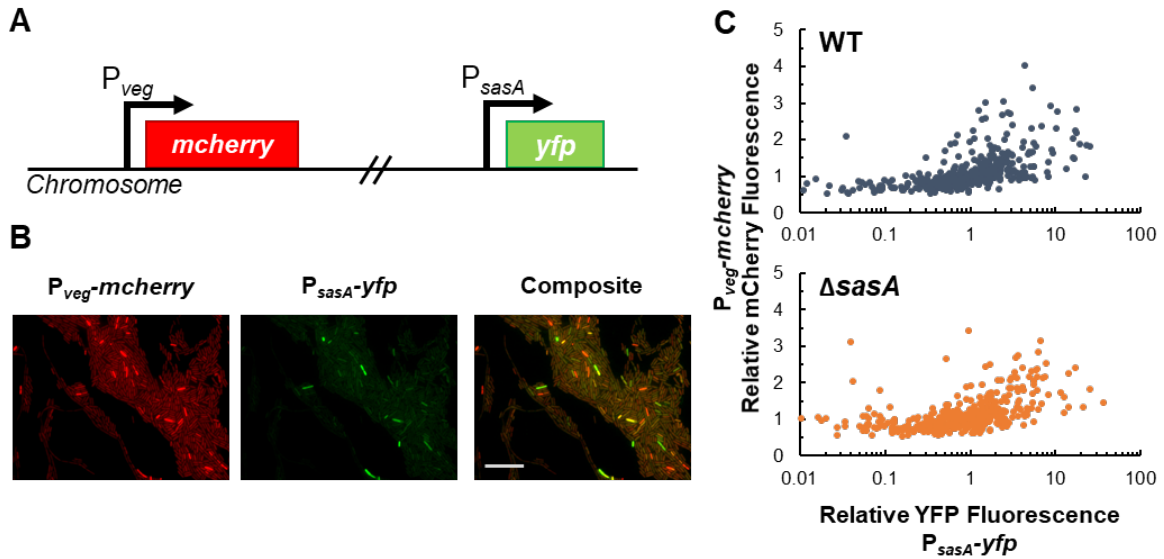 A
P_veg
P_sasA
mcherry
yfp
Chromosome
B
P_veg-mcherry
P_sasA-yfp
Composite
C
P_veg-mcherry
Relative mCherry Fluorescence
WT
5
4
3
2
1
0
0.01
0.1
1
10
100
ΔsasA
5
4
3
2
1
0
0.01
0.1
1
10
100
Relative YFP Fluorescence
P_sasA-yfp